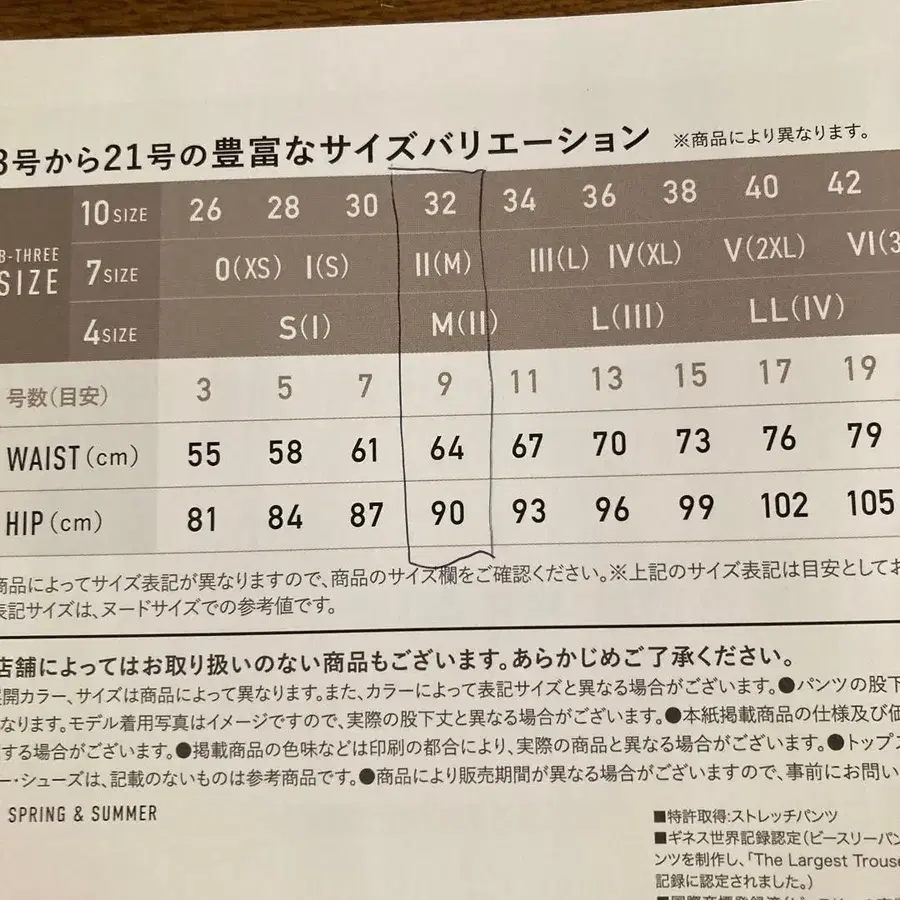 3号から21号の豊富なサイズバリエーション ※商品により異なります。
B-THREE SIZE
10 SIZE 26 28 30 32 34 36 38 40 42
7 SIZE O(XS) I(S) II(M) III(L) IV(XL) V(2XL) VI(3
4 SIZE S(I) M(II) L(III) LL(IV)
号数(目安) 3 5 7 9 11 13 15 17 19
WAIST(cm) 55 58 61 64 67 70 73 76 79
HIP(cm) 81 84 87 90 93 96 99 102 105
商品によってサイズ表記が異なりますので、商品のサイズ欄をご確認ください。※上記のサイズ表記は目安としてお
表記サイズは、ヌードサイズでの参考値です。
店舗によってはお取り扱いのない商品もございます。あらかじめご了承ください。
展開カラー、サイズは商品によって異なります。また、カラーによって表記サイズと異なる場合がございます。●パンツの股下
なります。モデル着用写真はイメージですので、実際の股下丈と異なる場合がございます。●本紙掲載商品の仕様及び価
する場合がございます。●掲載商品の色味などは印刷の都合により、実際の商品と異なる場合がございます。●トップス
ー・シューズは、記載のないものは参考商品です。●商品により販売期間が異なる場合がございますので、事前にお問い
SPRING & SUMMER
■特許取得:ストレッチパンツ
■ギネス世界記録認定(ビースリーパン
ンツを制作し、「The Largest Trouse
記録に認定されました。)